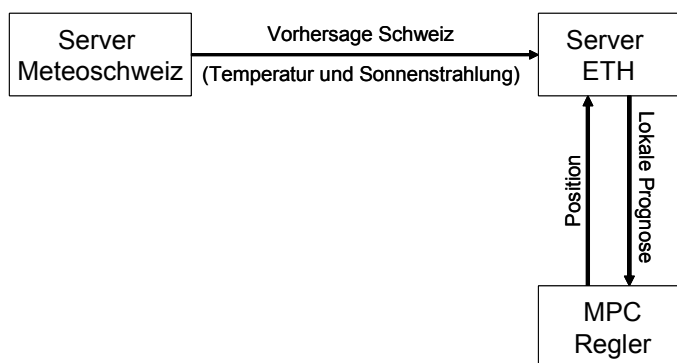 Server
Meteoschweiz
Vorhersage Schweiz
(Temperatur und Sonnenstrahlung)
Server
ETH
Position
Lokale Prognose
MPC
Regler